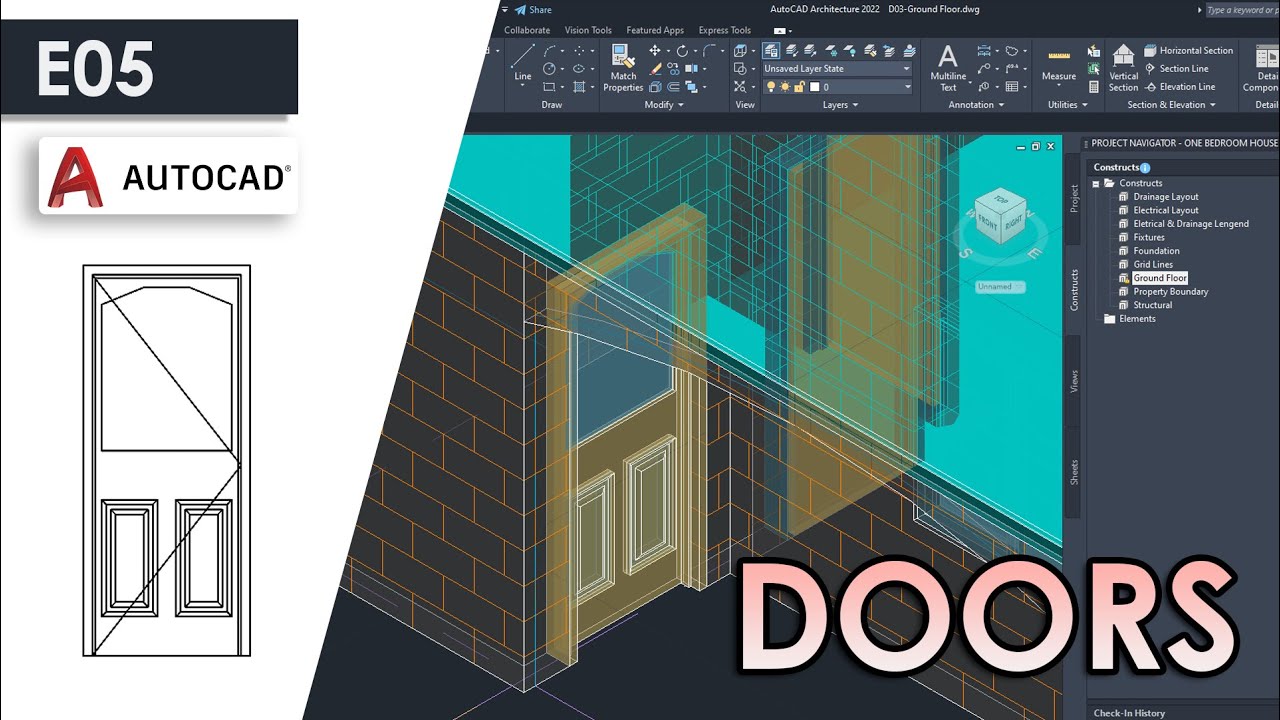 E05
AUTOCAD®
Share
AutoCAD Architecture 2022 D03-Ground Floor.dwg
Type a keyword or p
Collaborate Vision Tools Featured Apps Express Tools
Line
Match Properties
Unsaved Layer State
0
Multiline Text
Measure
Vertical Section
Horizontal Section
Section Line
Elevation Line
Detai
Componen
Draw Modify View Layers Annotation Utilities Section & Elevation Detail
PROJECT NAVIGATOR - ONE BEDROOM HOUSE
Constructs
Constructs
Drainage Layout
Electrical Layout
Eletrical & Drainage Lengend
Fixtures
Foundation
Grid Lines
Ground Floor
Property Boundary
Structural
Elements
Project
Constructs
Views
Sheets
TOP
FRONT RIGHT
S E
Unnamed
DOORS
Check-In History